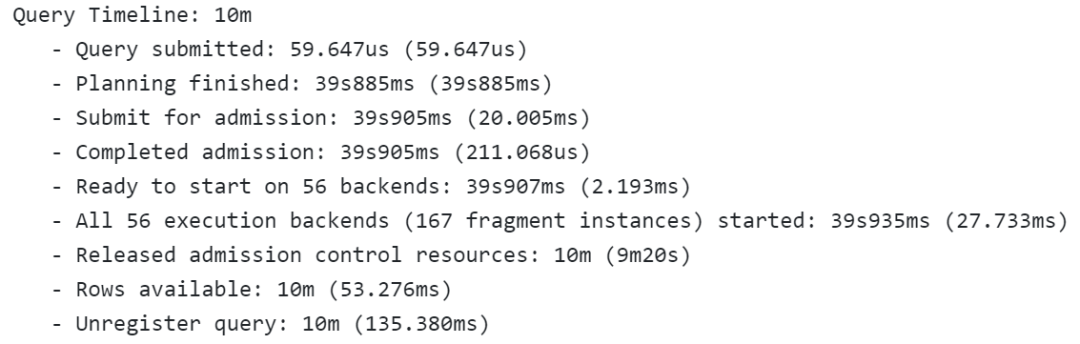 Query Timeline: 10m
- Query submitted: 59.647us (59.647us)
- Planning finished: 39s885ms (39s885ms)
- Submit for admission: 39s905ms (20.005ms)
- Completed admission: 39s905ms (211.068us)
- Ready to start on 56 backends: 39s907ms (2.193ms)
- All 56 execution backends (167 fragment instances) started: 39s935ms (27.733ms)
- Released admission control resources: 10m (9m20s)
- Rows available: 10m (53.276ms)
- Unregister query: 10m (135.380ms)